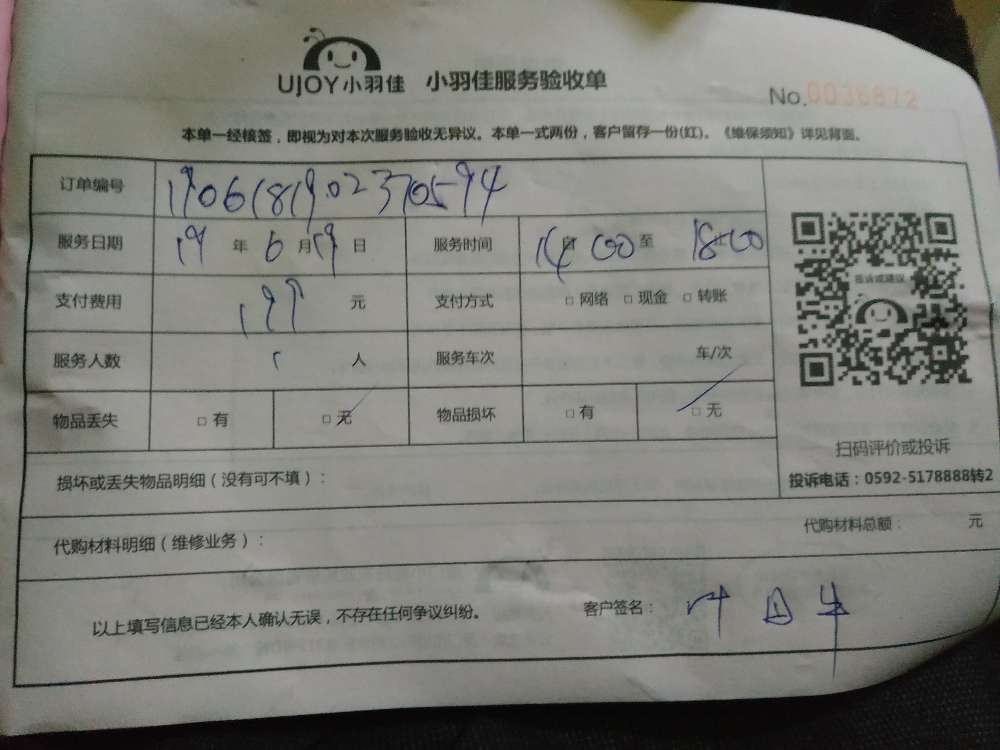 UJOY小羽佳 小羽佳服务验收单
No.0036872
本单一经核签，即视为对本次服务验收无异议。本单一式两份，客户留存一份(红)。《维保须知》详见背面。
订单编号 1906181902370594
服务日期 19 年 6 月 19 日 服务时间 14:00 至 18:00
支付费用 199 元 支付方式 □ 网络 □ 现金 □ 转账
服务人数 1 人 服务车次 车/次
物品丢失 □ 有 □ 无 物品损坏 □ 有 □ 无
投诉或建议
扫码评价或投诉
投诉电话：0592-5178888转2
损坏或丢失物品明细（没有可不填）：
代购材料明细（维修业务）： 代购材料总额： 元
以上填写信息已经本人确认无误，不存在任何争议纠纷。 客户签名：